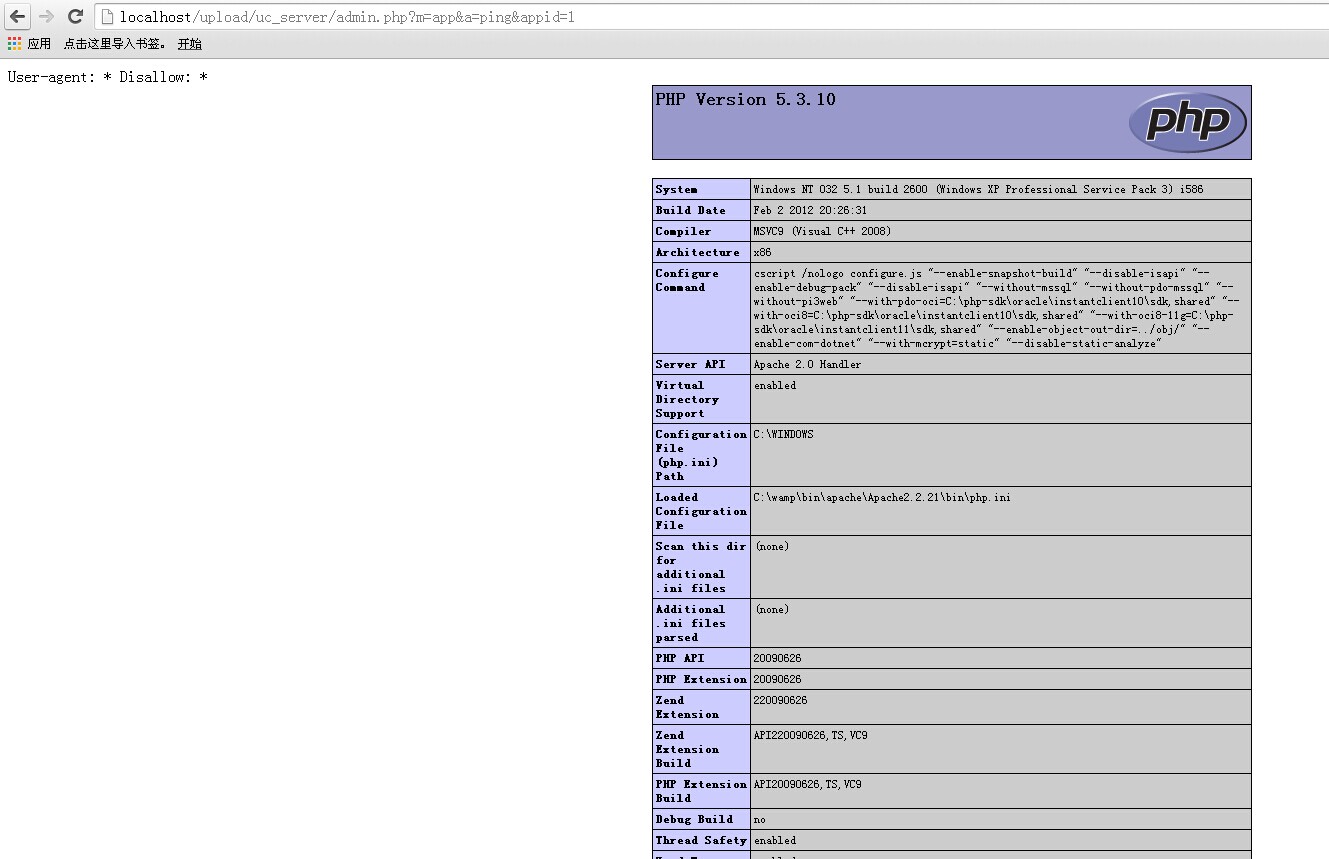 localhost/upload/uc_server/admin.php?m=app&a=ping&appid=1
应用 点击这里导入书签。 开始
User-agent: * Disallow: *
PHP Version 5.3.10
php
System Windows NT 032 5.1 build 2600 (Windows XP Professional Service Pack 3) i586
Build Date Feb 2 2012 20:26:31
Compiler MSVC9 (Visual C++ 2008)
Architecture x86
Configure
Command
cscript /nologo configure.js "--enable-snapshot-build" "--disable-isapi" "--
enable-debug-pack" "--disable-isapi" "--without-mssql" "--without-pdo-mssql" "--
without-pi3web" "--with-pdo-oci=C:\php-sdk\oracle\instantclient10\sdk,shared" "--
with-oci8=C:\php-sdk\oracle\instantclient10\sdk,shared" "--with-oci8-11g=C:\php-
sdk\oracle\instantclient11\sdk,shared" "--enable-object-out-dir=../obj/" "--
enable-com-dotnet" "--with-mcrypt=static" "--disable-static-analyze"
Server API Apache 2.0 Handler
Virtual
Directory
Support
enabled
Configuration
File
(php.ini)
Path
C:\WINDOWS
Loaded
Configuration
File
C:\wamp\bin\apache\Apache2.2.21\bin\php.ini
Scan this dir
for
additional
.ini files
(none)
Additional
.ini files
parsed
(none)
PHP API 20090626
PHP Extension 20090626
Zend
Extension
220090626
Zend
Extension
Build
API220090626,TS,VC9
PHP Extension
Build
API20090626,TS,VC9
Debug Build no
Thread Safety enabled